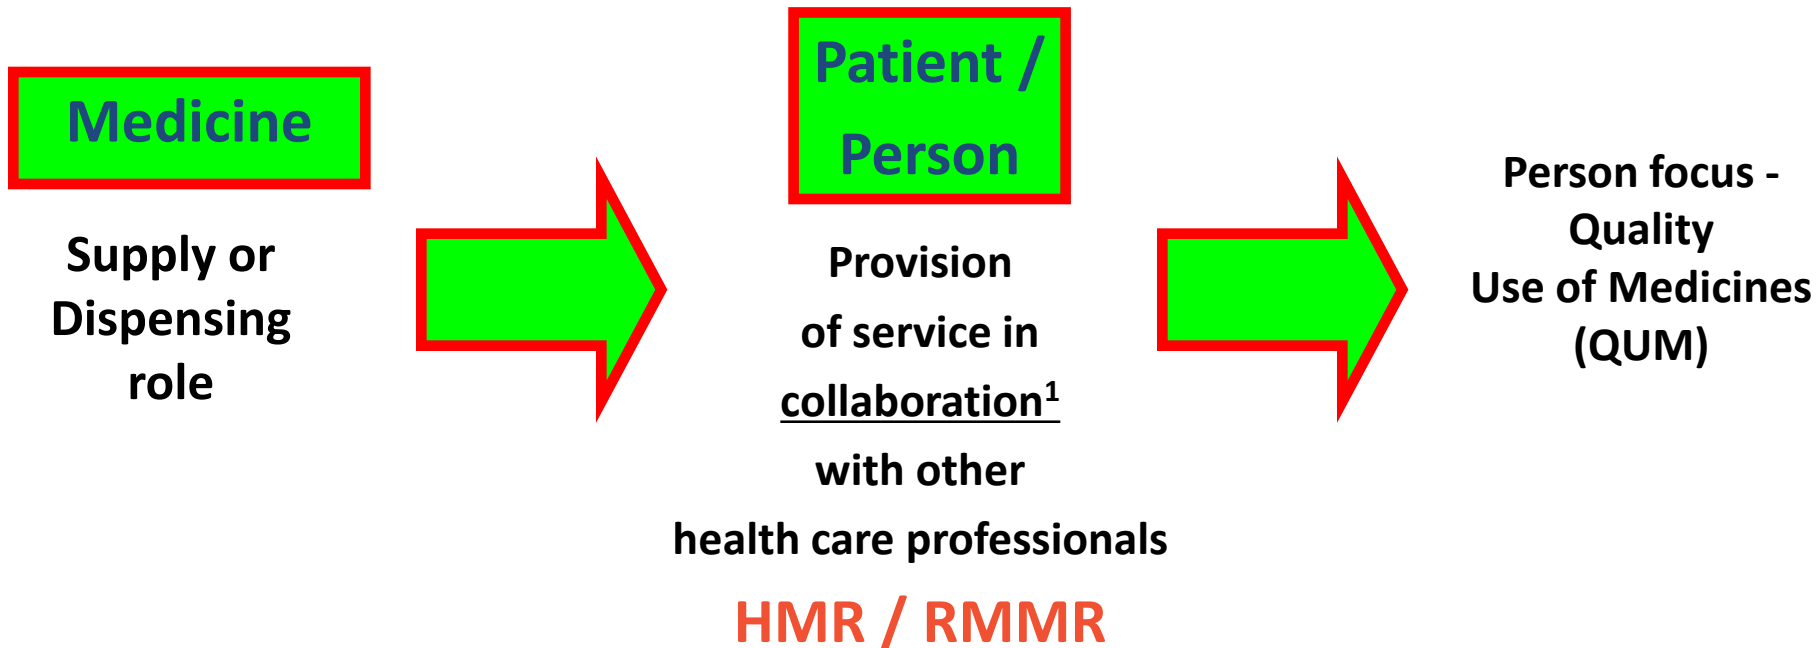 Medicine
Supply or
Dispensing
role
Patient /
Person
Provision
of service in
collaboration¹
with other
health care professionals
HMR / RMMR
Person focus -
Quality
Use of Medicines
(QUM)